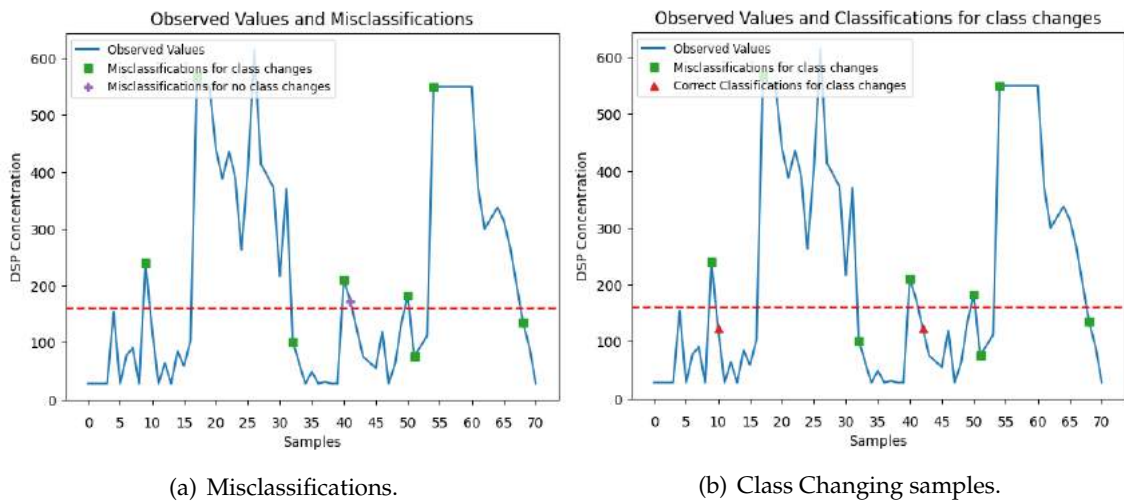 Observed Values and Misclassifications
Observed Values
Misclassifications for class changes
Misclassifications for no class changes
DSP Concentration
600
500
400
300
200
100
0
0 5 10 15 20 25 30 35 40 45 50 55 60 65 70
Samples
(a) Misclassifications.
Observed Values and Classifications for class changes
Observed Values
Misclassifications for class changes
Correct Classifications for class changes
DSP Concentration
600
500
400
300
200
100
0
0 5 10 15 20 25 30 35 40 45 50 55 60 65 70
Samples
(b) Class Changing samples.